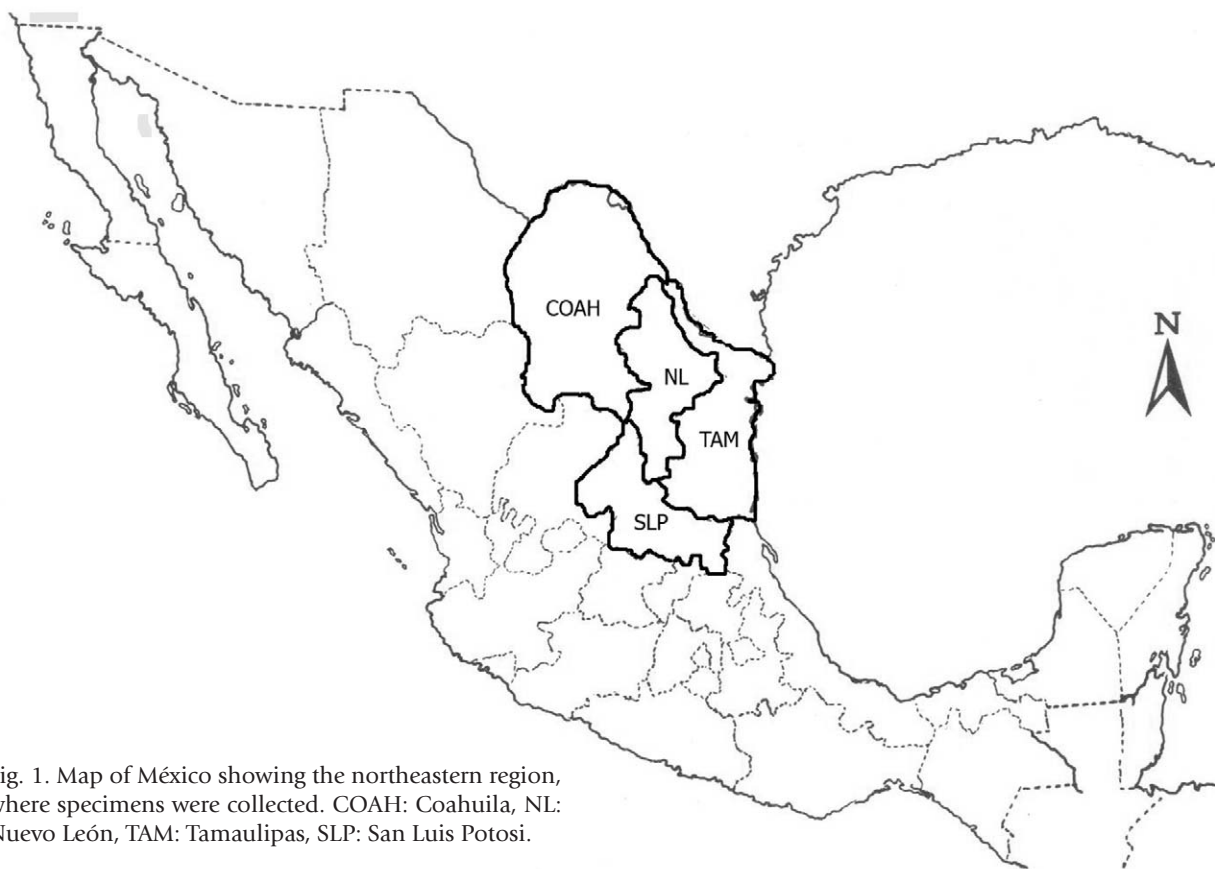 COAH
N
NL
TAM
SLP
ig. 1. Map of México showing the northeastern region,
where specimens were collected. COAH: Coahuila, NL:
Nuevo León, TAM: Tamaulipas, SLP: San Luis Potosi.